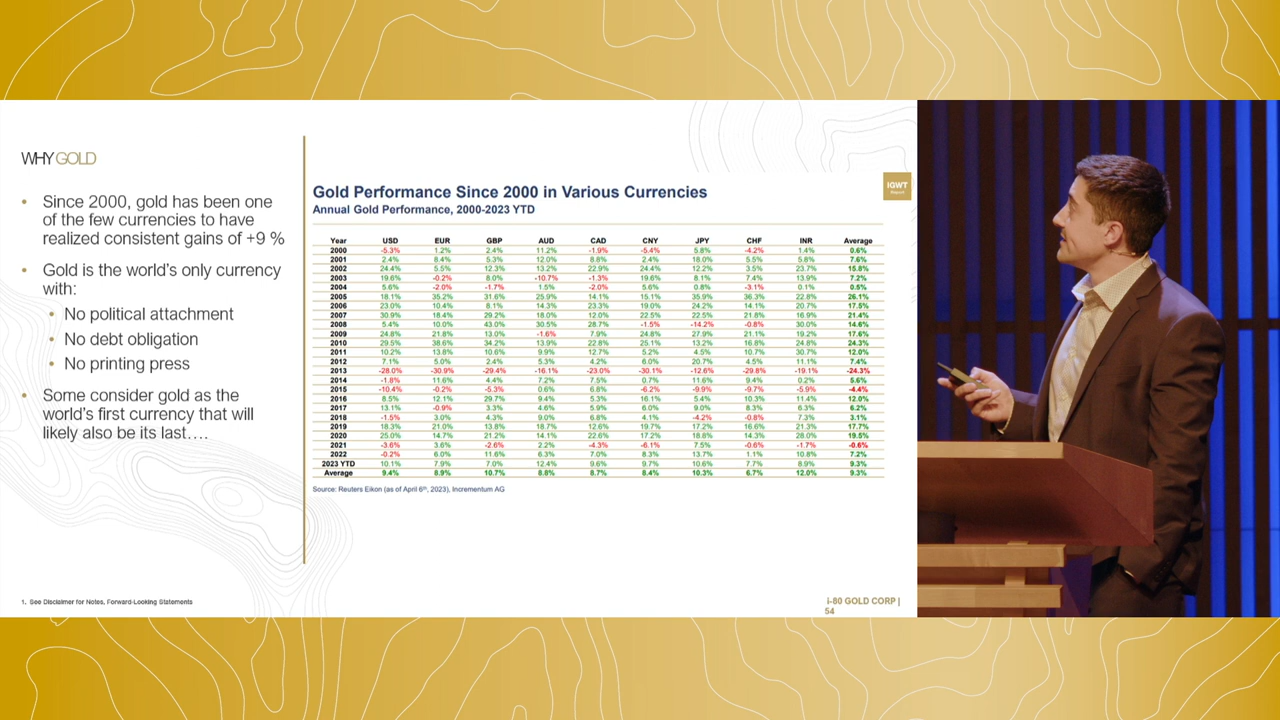 WHY GOLD
• Since 2000, gold has been one
of the few currencies to have
realized consistent gains of +9 %
• Gold is the world's only currency
with:
• No political attachment
• No debt obligation
• No printing press
• Some consider gold as the
world's first currency that will
likely also be its last….
Gold Performance Since 2000 in Various Currencies
Annual Gold Performance, 2000-2023 YTD
IGWT
Report
Year USD EUR GBP AUD CAD CNY JPY CHF INR Average
2000 -5.3% 1.2% 2.4% 11.2% -1.9% -5.4% 5.8% -4.2% 1.4% 0.6%
2001 2.4% 8.4% 5.3% 12.0% 8.8% 2.4% 18.0% 5.5% 5.8% 7.6%
2002 24.4% 5.5% 12.3% 13.2% 22.9% 24.4% 12.2% 3.5% 23.7% 15.8%
2003 19.6% -0.2% 8.0% -10.7% -1.3% 19.6% 8.1% 7.4% 13.9% 7.2%
2004 5.6% -2.0% -1.7% 1.5% -2.0% 5.6% 0.8% -3.1% 0.1% 0.5%
2005 18.1% 35.2% 31.6% 25.9% 14.1% 15.1% 35.9% 36.3% 22.8% 26.1%
2006 23.0% 10.4% 8.1% 14.3% 23.3% 19.0% 24.2% 14.1% 20.7% 17.5%
2007 30.9% 18.4% 29.2% 18.0% 12.0% 22.5% 22.5% 21.8% 16.9% 21.4%
2008 5.4% 10.0% 43.0% 30.5% 28.7% -1.5% -14.2% -0.8% 30.0% 14.6%
2009 24.8% 21.8% 13.0% -1.6% 7.9% 24.8% 27.9% 21.1% 19.2% 17.6%
2010 29.5% 38.6% 34.2% 13.9% 22.8% 25.1% 13.2% 16.8% 24.8% 24.3%
2011 10.2% 13.8% 10.6% 9.9% 12.7% 5.2% 4.5% 10.7% 30.7% 12.0%
2012 7.1% 5.0% 2.4% 5.3% 4.2% 6.0% 20.7% 4.5% 11.1% 7.4%
2013 -28.0% -30.9% -29.4% -16.1% -23.0% -30.1% -12.6% -29.8% -19.1% -24.3%
2014 -1.8% 11.6% 4.4% 7.2% 7.5% 0.7% 11.6% 9.4% 0.2% 5.6%
2015 -10.4% -0.2% -5.3% 0.6% 6.8% -6.2% -9.9% -9.7% -5.9% -4.4%
2016 8.5% 12.1% 29.7% 9.4% 5.3% 16.1% 5.4% 10.3% 11.4% 12.0%
2017 13.1% -0.9% 3.3% 4.6% 5.9% 6.0% 9.0% 8.3% 6.3% 6.2%
2018 -1.5% 3.0% 4.3% 9.0% 6.8% 4.1% -4.2% -0.8% 7.3% 3.1%
2019 18.3% 21.0% 13.8% 18.7% 12.6% 19.7% 17.2% 16.6% 21.3% 17.7%
2020 25.0% 14.7% 21.2% 14.1% 22.6% 17.2% 18.8% 14.3% 28.0% 19.5%
2021 -3.6% 3.6% -2.6% 2.2% -4.3% -6.1% 7.5% -0.6% -1.7% -0.6%
2022 -0.2% 6.0% 11.6% 6.3% 7.0% 8.3% 13.7% 1.1% 10.8% 7.2%
2023 YTD 10.1% 7.9% 7.0% 12.4% 9.6% 9.7% 10.6% 7.7% 8.9% 9.3%
Average 9.4% 8.9% 10.7% 8.8% 8.7% 8.4% 10.3% 6.7% 12.0% 9.3%
Source: Reuters Eikon (as of April 6th, 2023), Incrementum AG
1. See Disclaimer for Notes, Forward-Looking Statements
i-80 GOLD CORP |
54